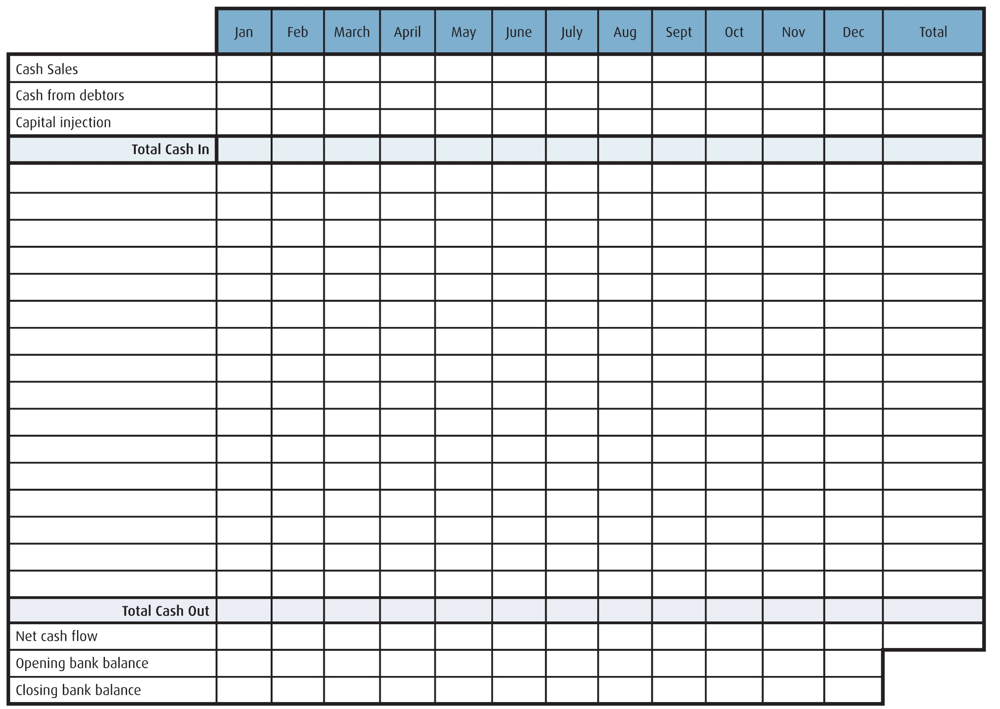 Jan Feb March April May June July Aug Sept Oct Nov Dec Total
Cash Sales
Cash from debtors
Capital injection
Total Cash In
Total Cash Out
Net cash flow
Opening bank balance
Closing bank balance